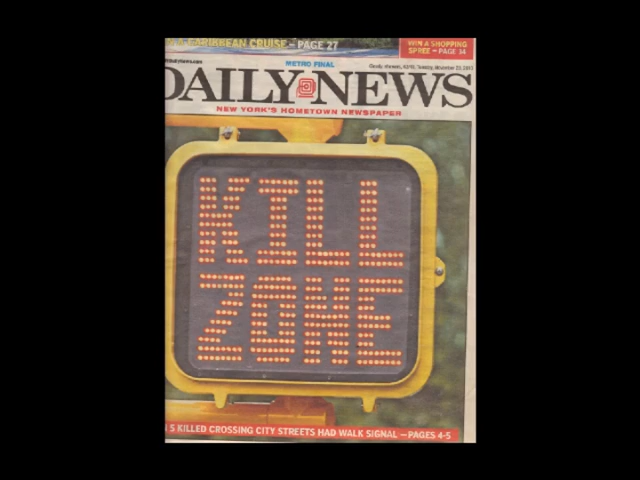 CARIBBEAN CRUISE – PAGE 27
WIN A SHOPPING
SPREE – PAGE 14
METRO FINAL
DAILY NEWS
NEW YORK'S HOMETOWN NEWSPAPER
KILL
ZONE
5 KILLED CROSSING CITY STREETS HAD WALK SIGNAL – PAGES 4-5